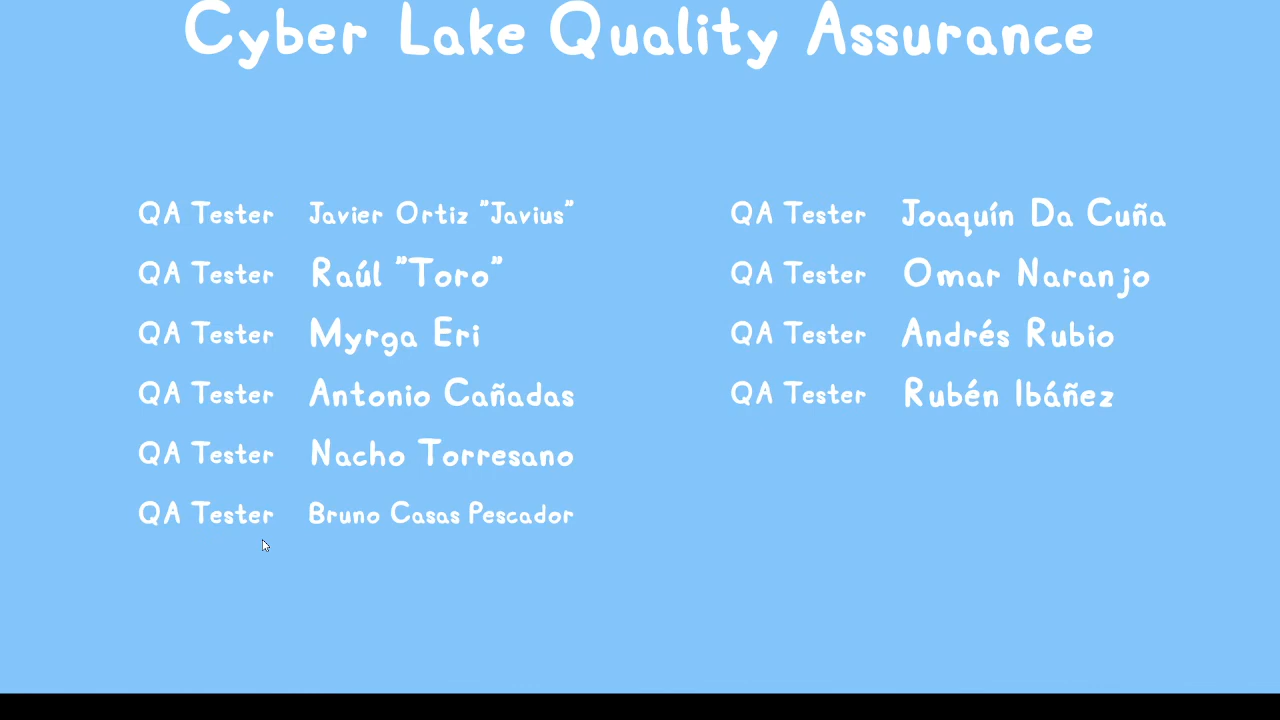 Cyber Lake Quality Assurance
QA Tester Javier Ortiz "Javius"
QA Tester Raúl "Toro"
QA Tester Myrga Eri
QA Tester Antonio Cañadas
QA Tester Nacho Torresano
QA Tester Bruno Casas Pescador
QA Tester Joaquín Da Cuña
QA Tester Omar Naranjo
QA Tester Andrés Rubio
QA Tester Rubén Ibáñez